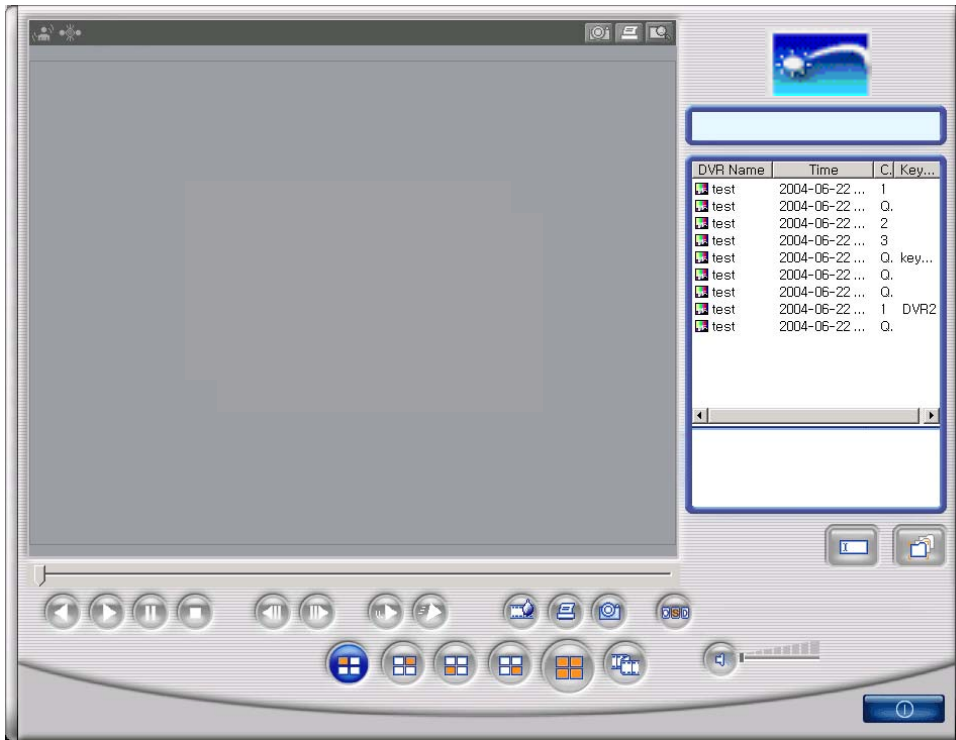 DVR Name Time C. Key...
test 2004-06-22 ... 1
test 2004-06-22 ... Q.
test 2004-06-22 ... 2
test 2004-06-22 ... 3
test 2004-06-22 ... Q. key...
test 2004-06-22 ... Q.
test 2004-06-22 ... Q.
test 2004-06-22 ... 1 DVR2
test 2004-06-22 ... Q.
OSD